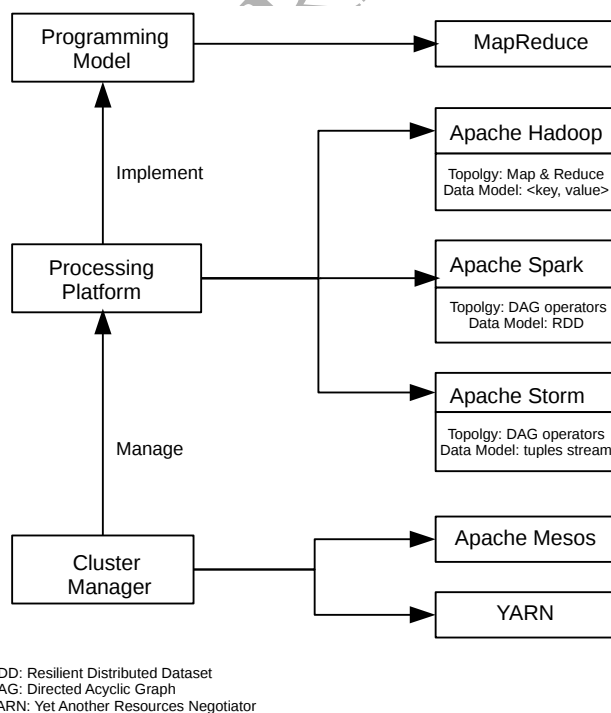 Programming
Model
MapReduce
Implement
Apache Hadoop
Topolgy: Map & Reduce
Data Model: <key, value>
Processing
Platform
Apache Spark
Topolgy: DAG operators
Data Model: RDD
Apache Storm
Topolgy: DAG operators
Data Model: tuples stream
Manage
Cluster
Manager
Apache Mesos
YARN
DD: Resilient Distributed Dataset
AG: Directed Acyclic Graph
ARN: Yet Another Resources Negotiator